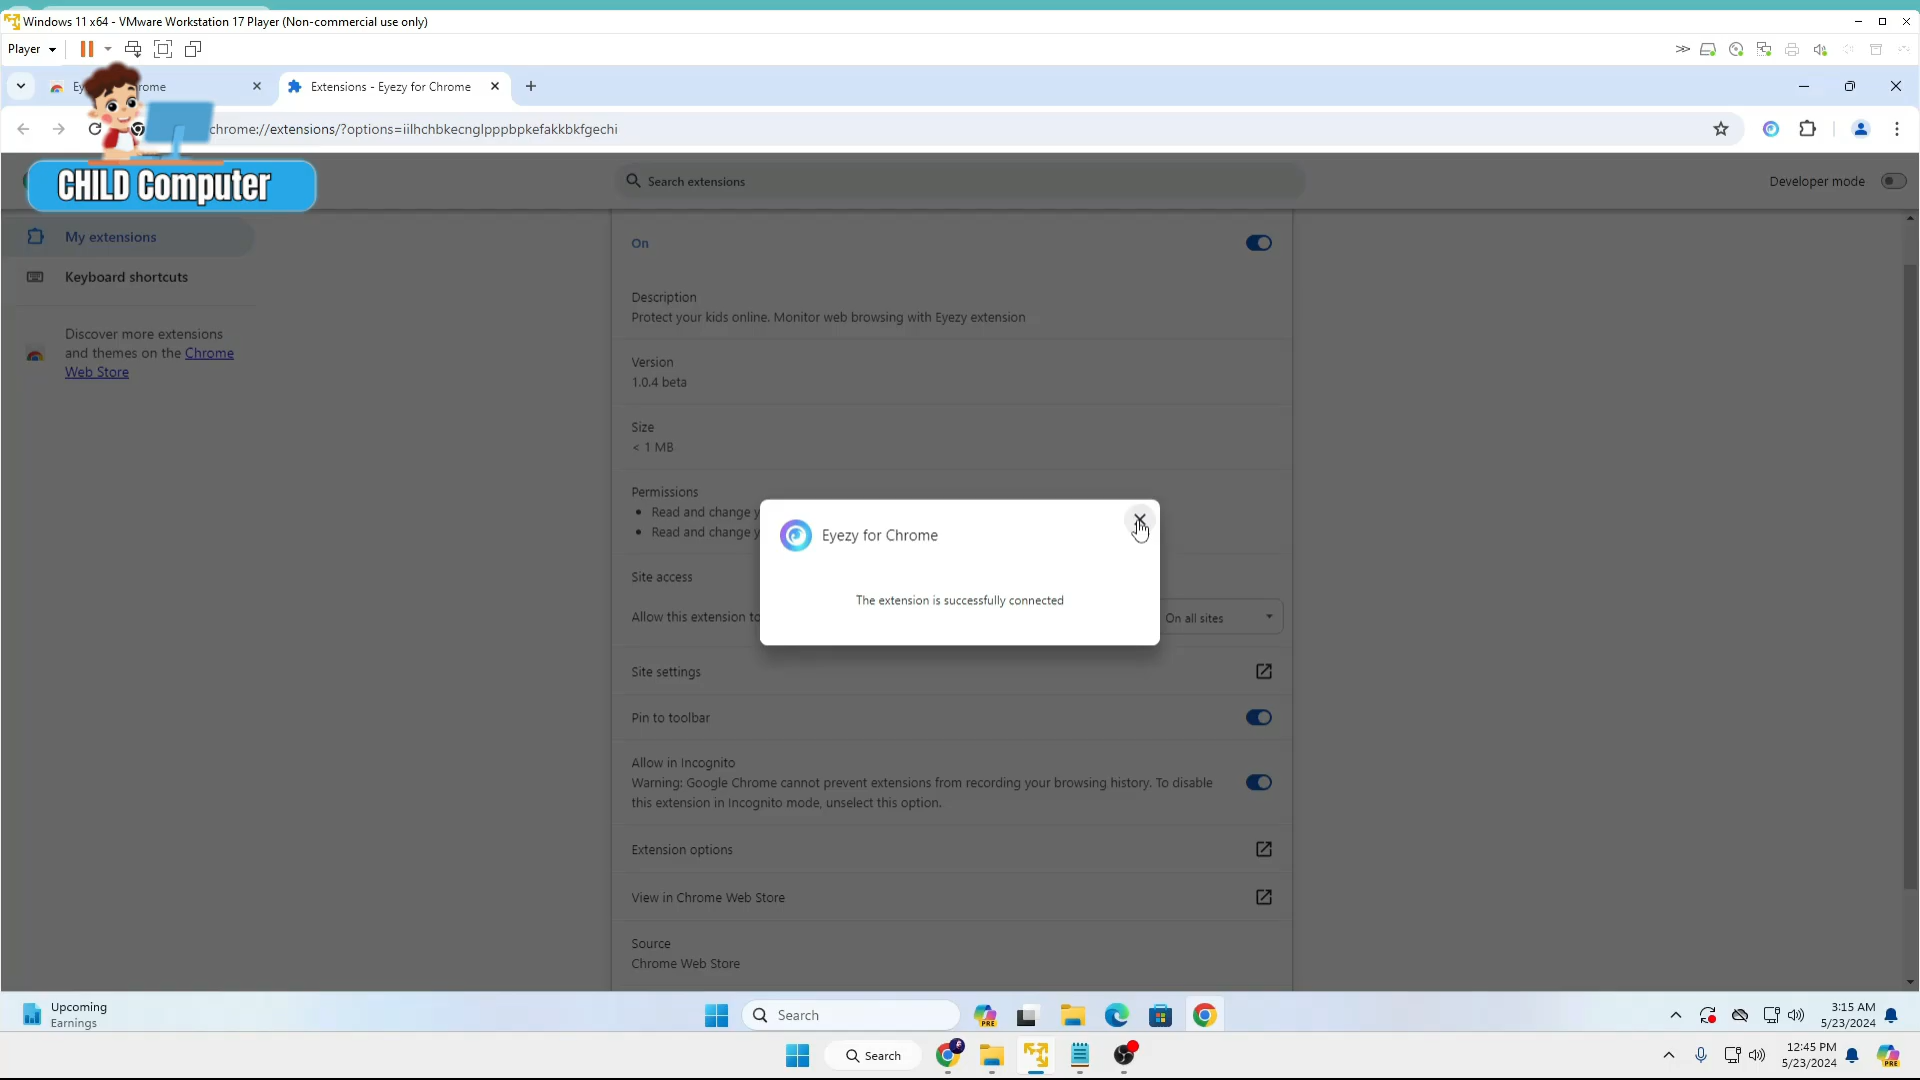 Windows 11 x64 - VMware Workstation 17 Player (Non-commercial use only)
Player
Extensions - Eyezy for Chrome
chrome://extensions/?options=iilhchbkecnglpppbpkefakkbkfgechi
CHILD Computer
Search extensions
Developer mode
My extensions
Keyboard shortcuts
Discover more extensions
and themes on the Chrome
Web Store
On
Description
Protect your kids online. Monitor web browsing with Eyezy extension
Version
1.0.4 beta
Size
< 1 MB
Permissions
Read and change
Read and change
Site access
Allow this extension to
On all sites
Eyezy for Chrome
The extension is successfully connected
Site settings
Pin to toolbar
Allow in Incognito
Warning: Google Chrome cannot prevent extensions from recording your browsing history. To disable
this extension in Incognito mode, unselect this option.
Extension options
View in Chrome Web Store
Source
Chrome Web Store
Upcoming
Earnings
Search
PRE
3:15 AM
5/23/2024
Search
12:45 PM
5/23/2024
PRE